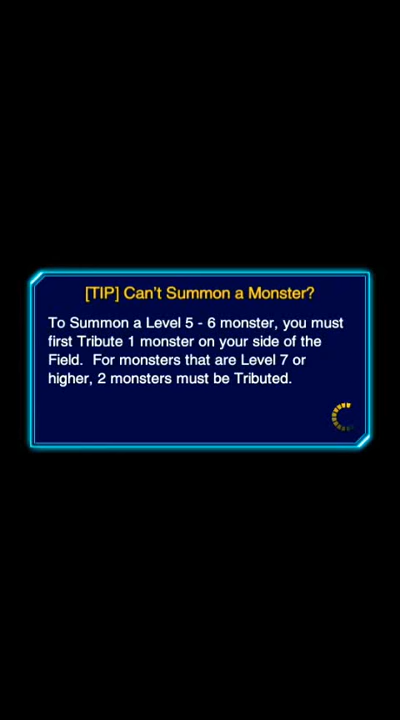 [TIP] Can't Summon a Monster?
To Summon a Level 5 - 6 monster, you must
first Tribute 1 monster on your side of the
Field.  For monsters that are Level 7 or
higher, 2 monsters must be Tributed.